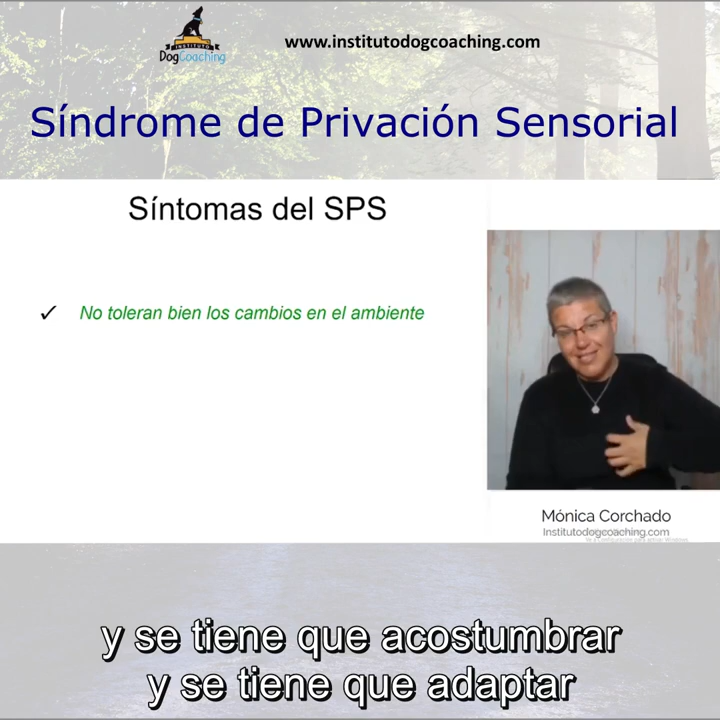 INSTITUTO
DogCoaching
www.institutodogcoaching.com
Síndrome de Privación Sensorial
Síntomas del SPS
✓ No toleran bien los cambios en el ambiente
Mónica Corchado
Institutodogcoaching.com
y se tiene que acostumbrar
y se tiene que adaptar